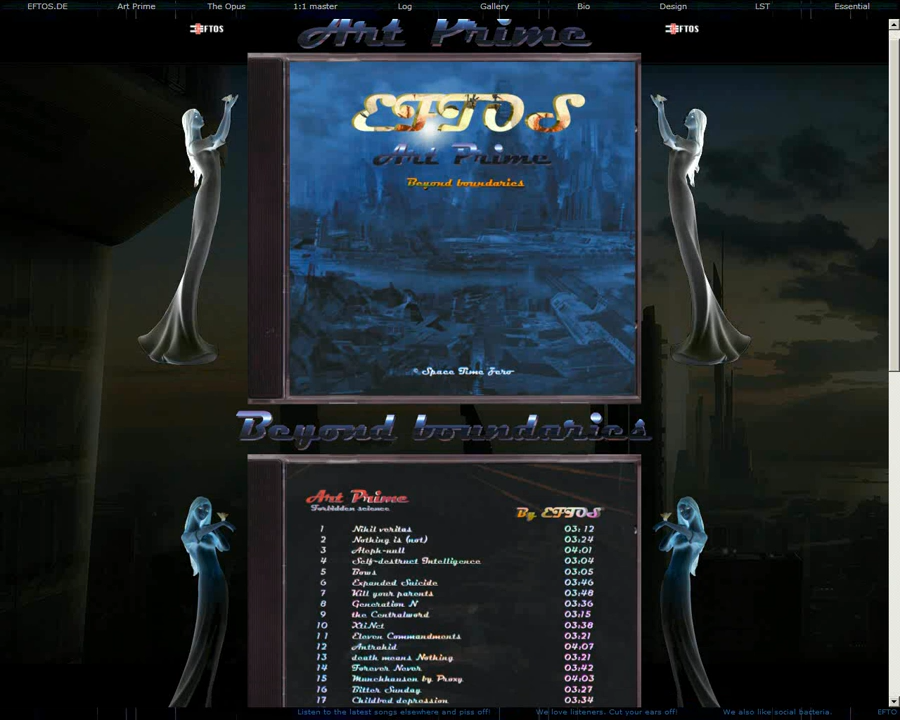 EFTOS.DE Art Prime The Opus 1:1 master Log Gallery Bio Design LST Essential
EFTOS
EFTOS
Art Prime
EFTOS
Art Prime
Beyond boundaries
© Space Time Zero
Beyond boundaries
Art Prime
Forbidden science
By EFTOS
1 Nihil veritas 03:12
2 Nothing is (not) 03:24
3 Aleph-null 04:01
4 Self-destruct Intelligence 03:04
5 Bows 03:05
6 Expanded Suicide 03:46
7 Kill your parents 03:48
8 Generation N 03:36
9 the Centralword 03:15
10 XtiNct 03:38
11 Eleven Commandments 03:21
12 Antrakid 04:07
13 death means Nothing 03:21
14 Forever Never 03:42
15 Munchhausen by Proxy 04:03
16 Bitter Sunday 03:27
17 Childbed depression 03:34
Listen to the latest songs elsewhere and piss off! We love listeners. Cut your ears off! We also like social bacteria. EFTO